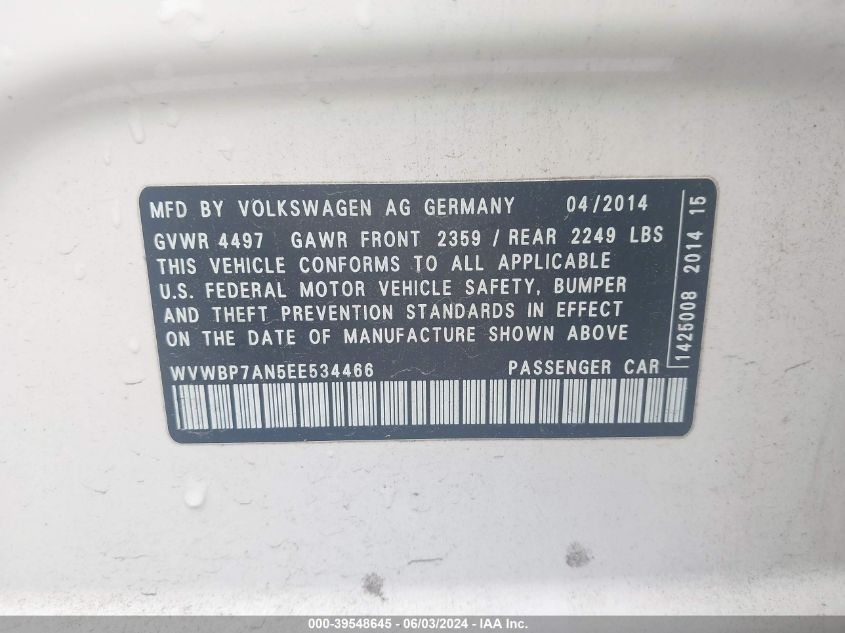 MFD BY VOLKSWAGEN AG GERMANY 04/2014
GVWR 4497 GAWR FRONT 2359 / REAR 2249 LBS
THIS VEHICLE CONFORMS TO ALL APPLICABLE
U.S. FEDERAL MOTOR VEHICLE SAFETY, BUMPER
AND THEFT PREVENTION STANDARDS IN EFFECT
ON THE DATE OF MANUFACTURE SHOWN ABOVE
WVWBP7AN5EE534466 PASSENGER CAR
1425008 2014 15
000-39548645 - 06/03/2024 - IAA Inc.